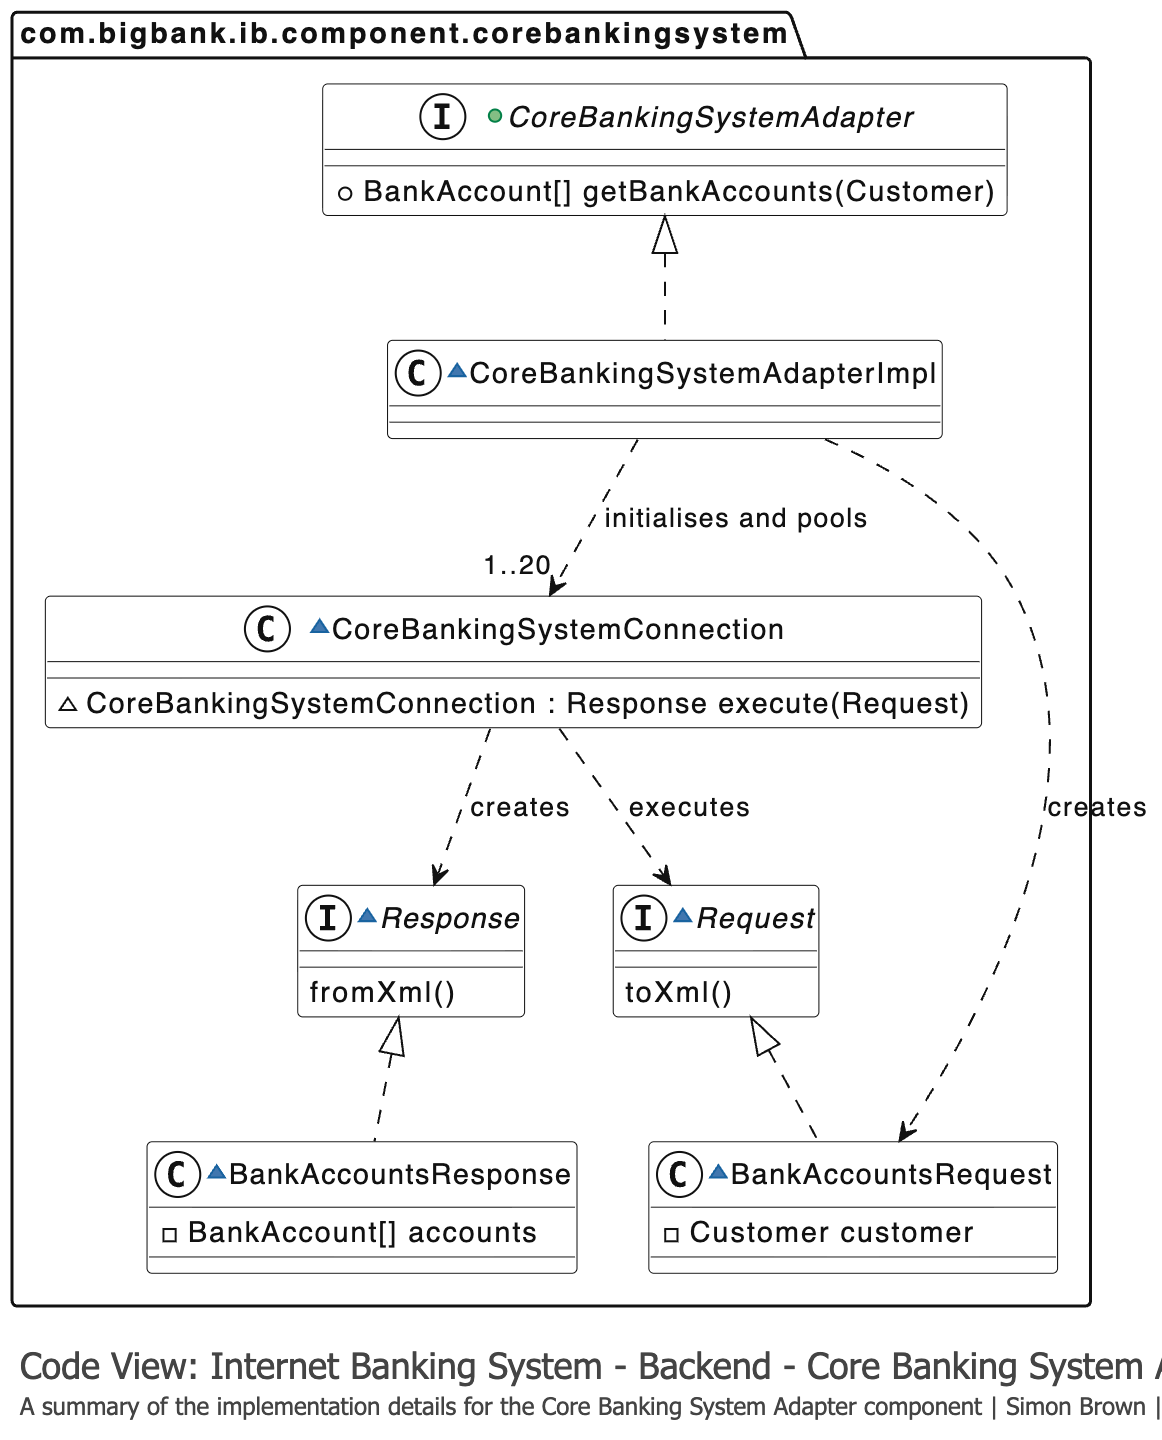 com.bigbank.ib.component.corebankingsystem
I CoreBankingSystemAdapter
BankAccount[] getBankAccounts(Customer)
C CoreBankingSystemAdapterImpl
initialises and pools
1..20
C CoreBankingSystemConnection
CoreBankingSystemConnection : Response execute(Request)
creates
executes
creates
I Response
fromXml()
I Request
toXml()
C BankAccountsResponse
BankAccount[] accounts
C BankAccountsRequest
Customer customer
Code View: Internet Banking System - Backend - Core Banking System
A summary of the implementation details for the Core Banking System Adapter component | Simon Brown |